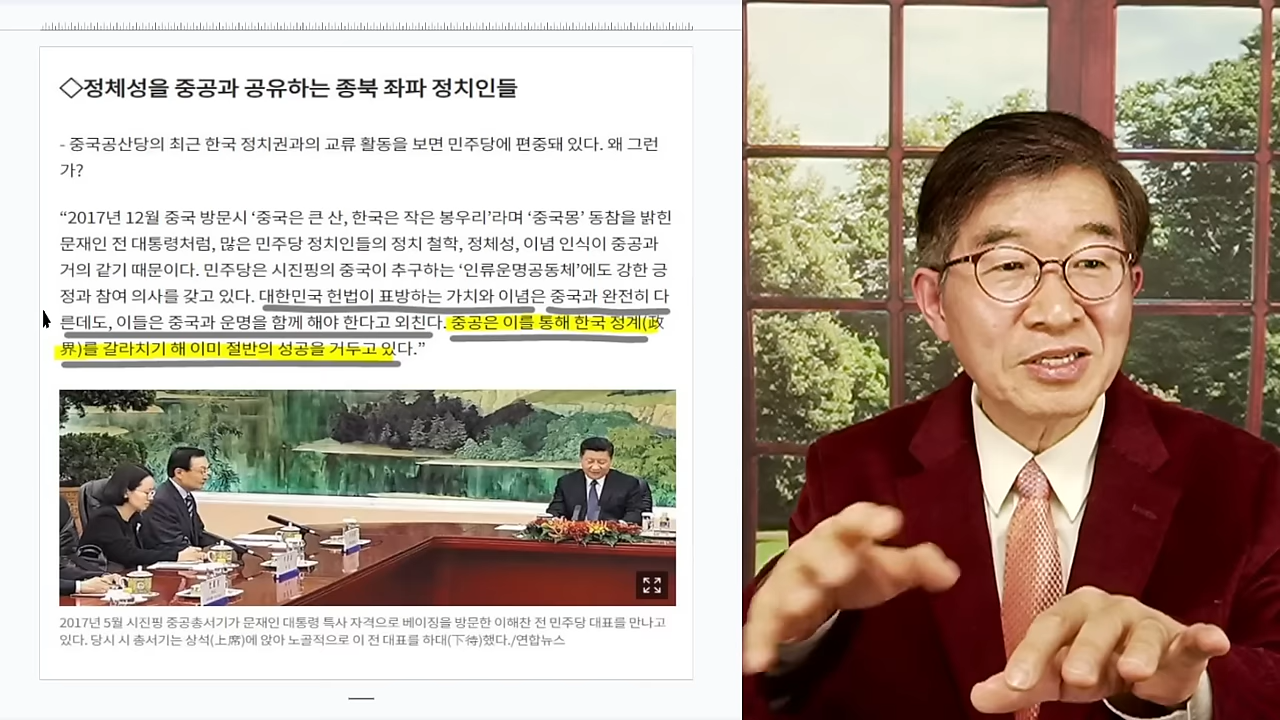 ◇정체성을 중공과 공유하는 종북 좌파 정치인들
- 중국공산당의 최근 한국 정치권과의 교류 활동을 보면 민주당에 편중돼 있다. 왜 그런
가?
“2017년 12월 중국 방문시 ‘중국은 큰 산, 한국은 작은 봉우리’라며 ‘중국몽’ 동참을 밝힌
문재인 전 대통령처럼, 많은 민주당 정치인들의 정치 철학, 정체성, 이념 인식이 중공과
거의 같기 때문이다. 민주당은 시진핑의 중국이 추구하는 ‘인류운명공동체’에도 강한 긍
정과 참여 의사를 갖고 있다. 대한민국 헌법이 표방하는 가치와 이념은 중국과 완전히 다
른데도, 이들은 중국과 운명을 함께 해야 한다고 외친다. 중공은 이를 통해 한국 정계(政
界)를 갈라치기 해 이미 절반의 성공을 거두고 있다.”
2017년 5월 시진핑 중공총서기가 문재인 대통령 특사 자격으로 베이징을 방문한 이해찬 전 민주당 대표를 만나고
있다. 당시 시 총서기는 상석(上席)에 앉아 노골적으로 이 전 대표를 하대(下待)했다./연합뉴스